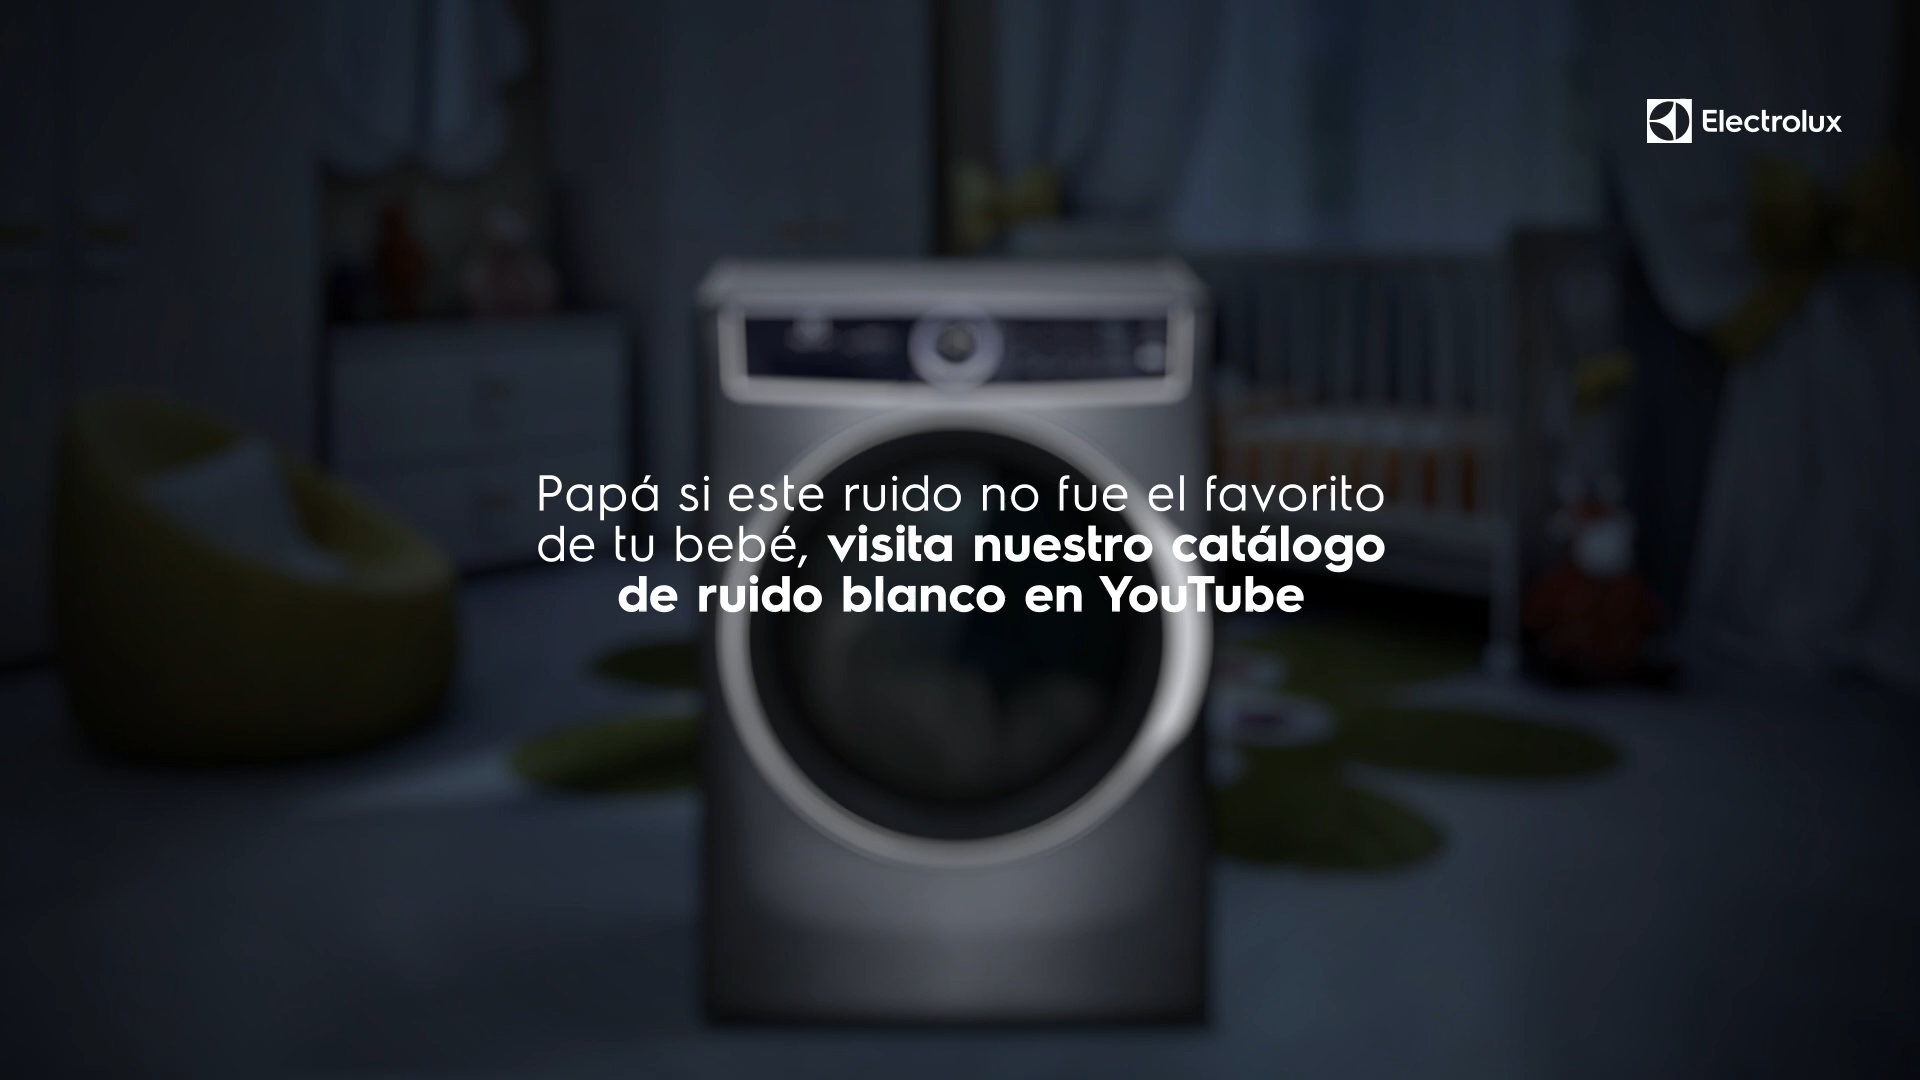 Electrolux
Papá si este ruido no fue el favorito
de tu bebé, visita nuestro catálogo
de ruido blanco en YouTube